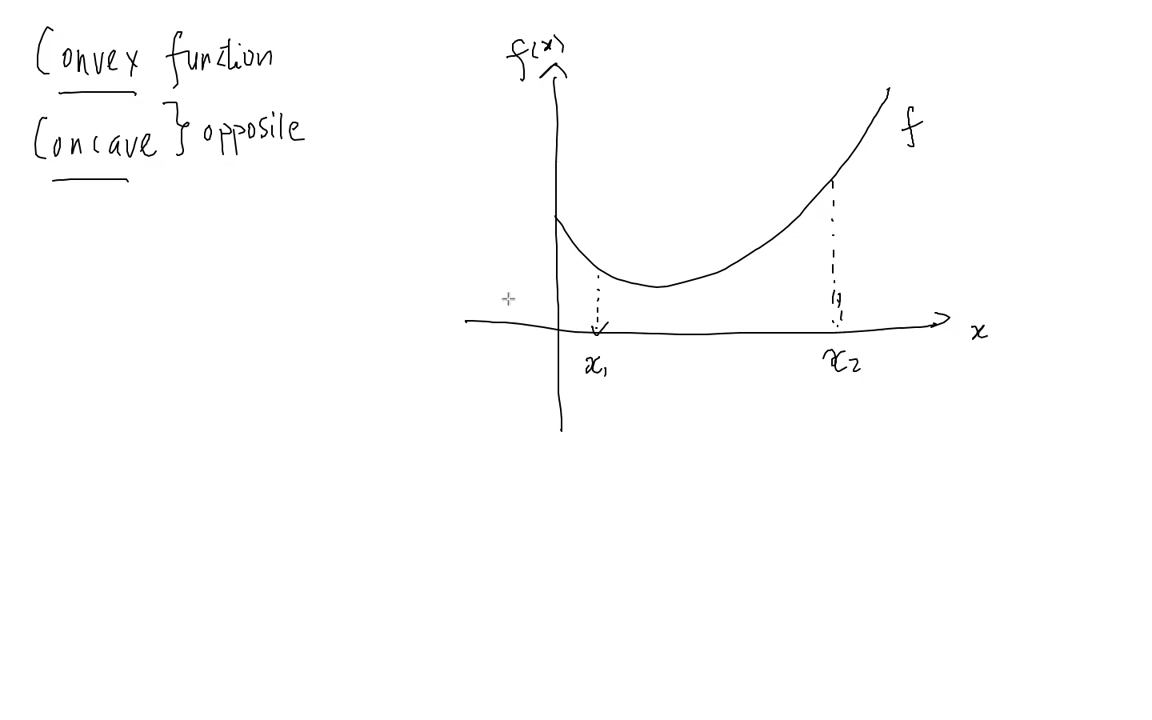 Convex function
Concave } opposite
f(x)
f
x
x₁
x₂